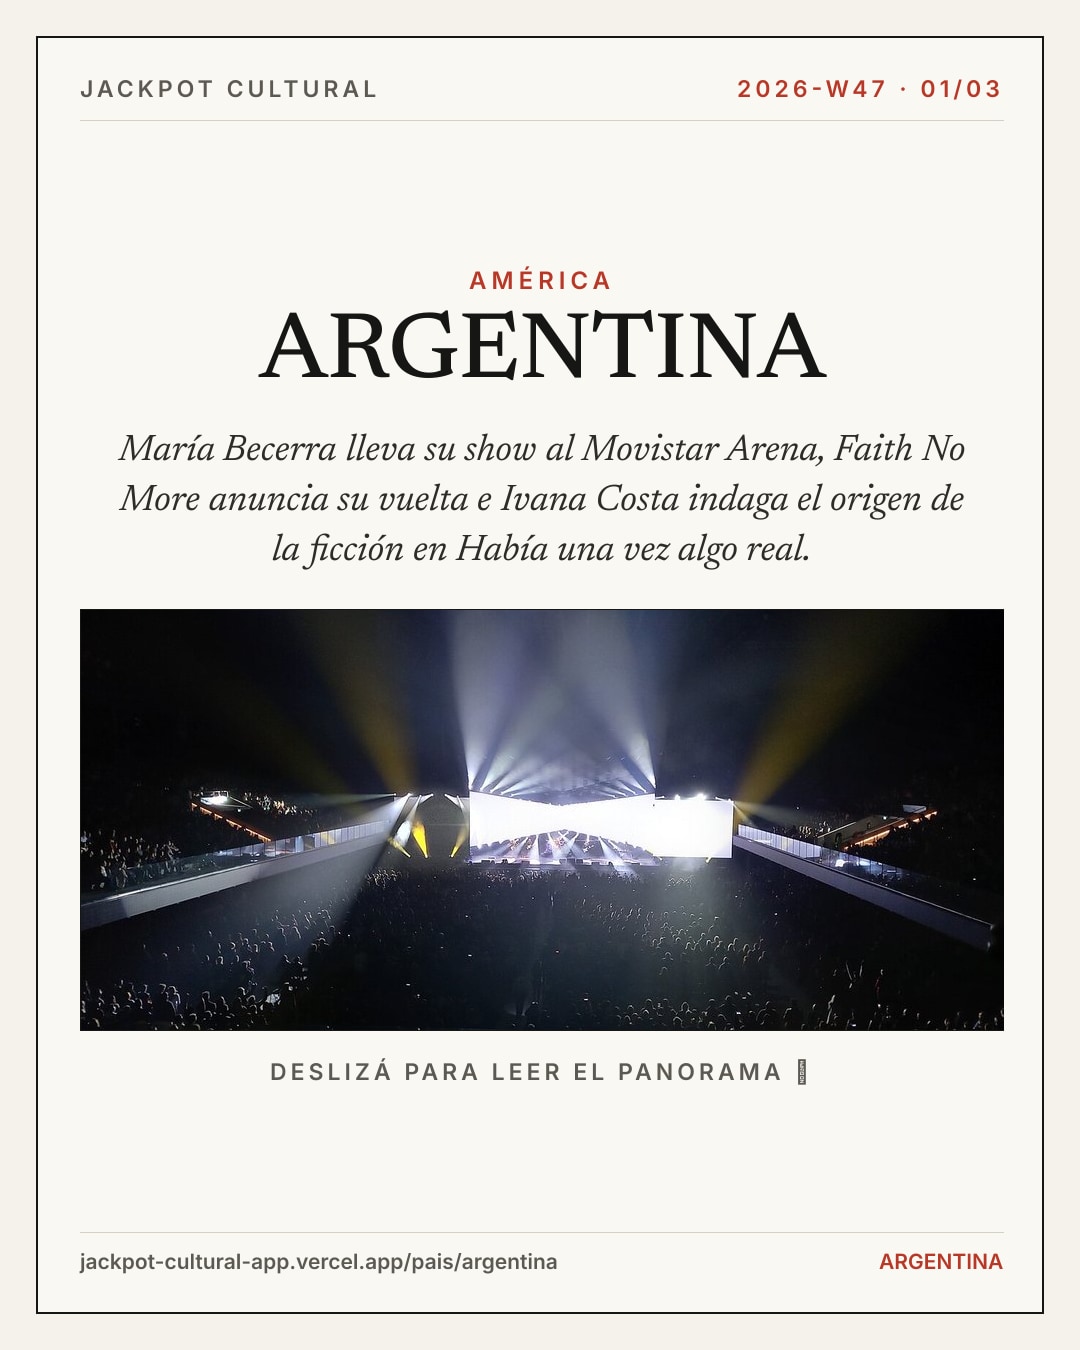 JACKPOT CULTURAL
2026-W47 · 01/03
AMÉRICA
ARGENTINA
María Becerra lleva su show al Movistar Arena, Faith No
More anuncia su vuelta e Ivana Costa indaga el origen de
la ficción en Había una vez algo real.
DESLIZÁ PARA LEER EL PANORAMA
jackpot-cultural-app.vercel.app/pais/argentina
ARGENTINA